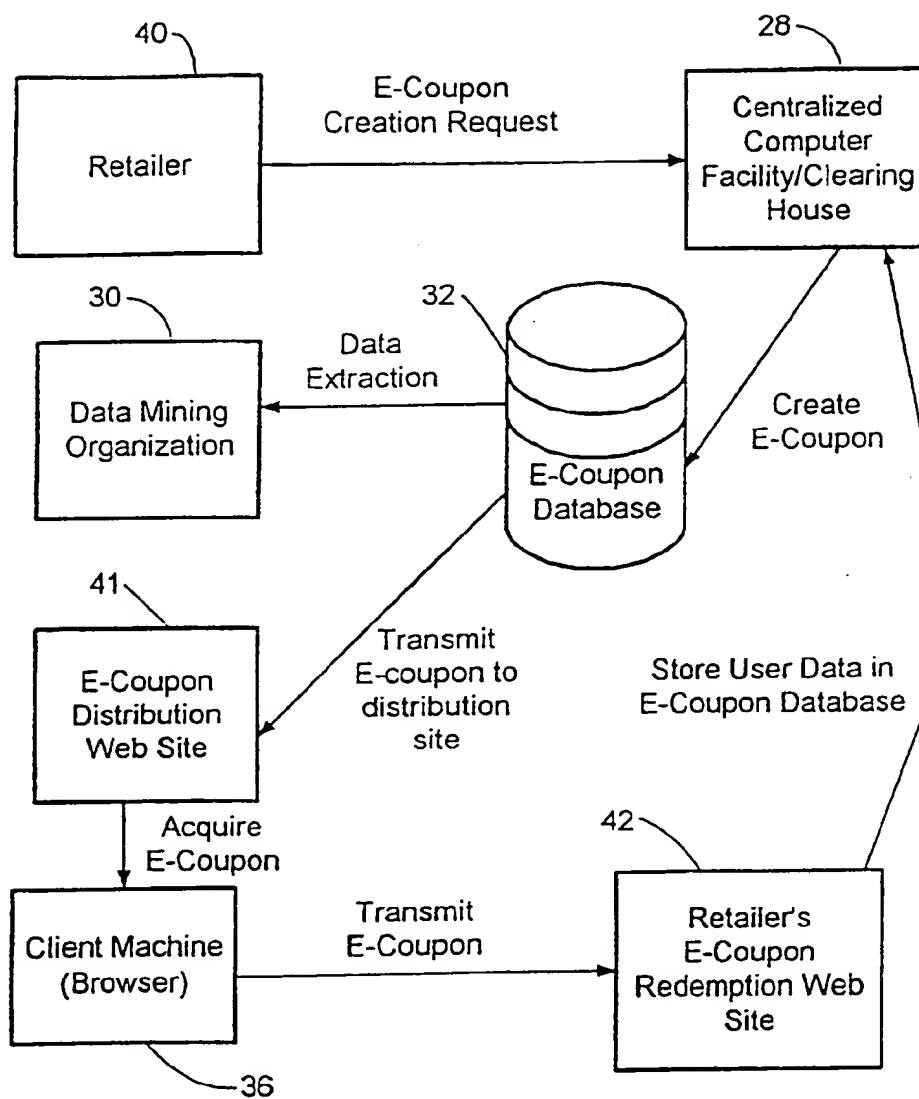 40
28
Retailer
E-Coupon
Creation Request
Centralized
Computer
Facility/Clearing
House
30
32
Data Mining
Organization
Data
Extraction
E-Coupon
Database
Create
E-Coupon
41
E-Coupon
Distribution
Web Site
Transmit
E-coupon to
distribution
site
Store User Data in
E-Coupon Database
Acquire
E-Coupon
42
Client Machine
(Browser)
Transmit
E-Coupon
Retailer's
E-Coupon
Redemption Web
Site
36